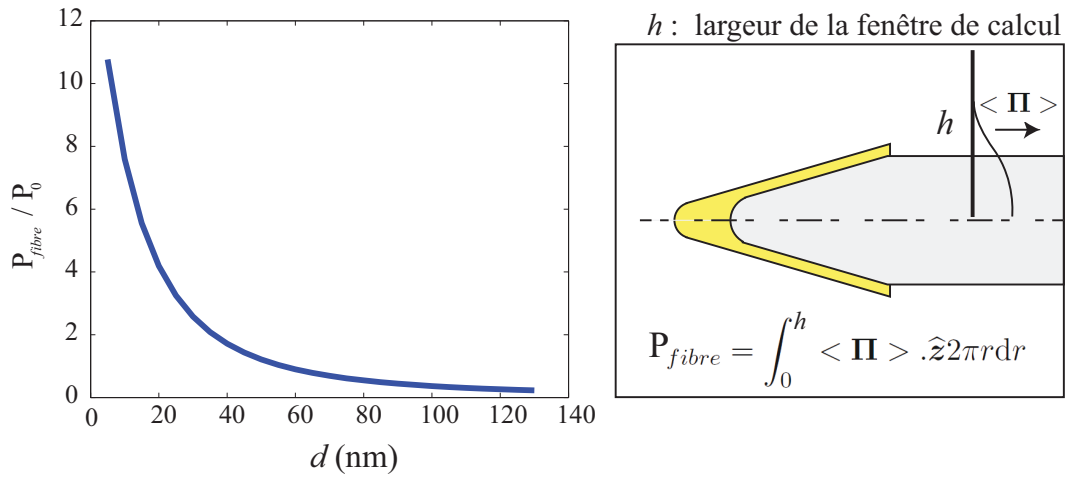 12
10
8
6
4
2
0
P_fibre / P_0
0 20 40 60 80 100 120 140
d (nm)
h : largeur de la fenêtre de calcul
< Π >
h
P_fibre = ∫_0^h < Π > .ẑ2πrdr